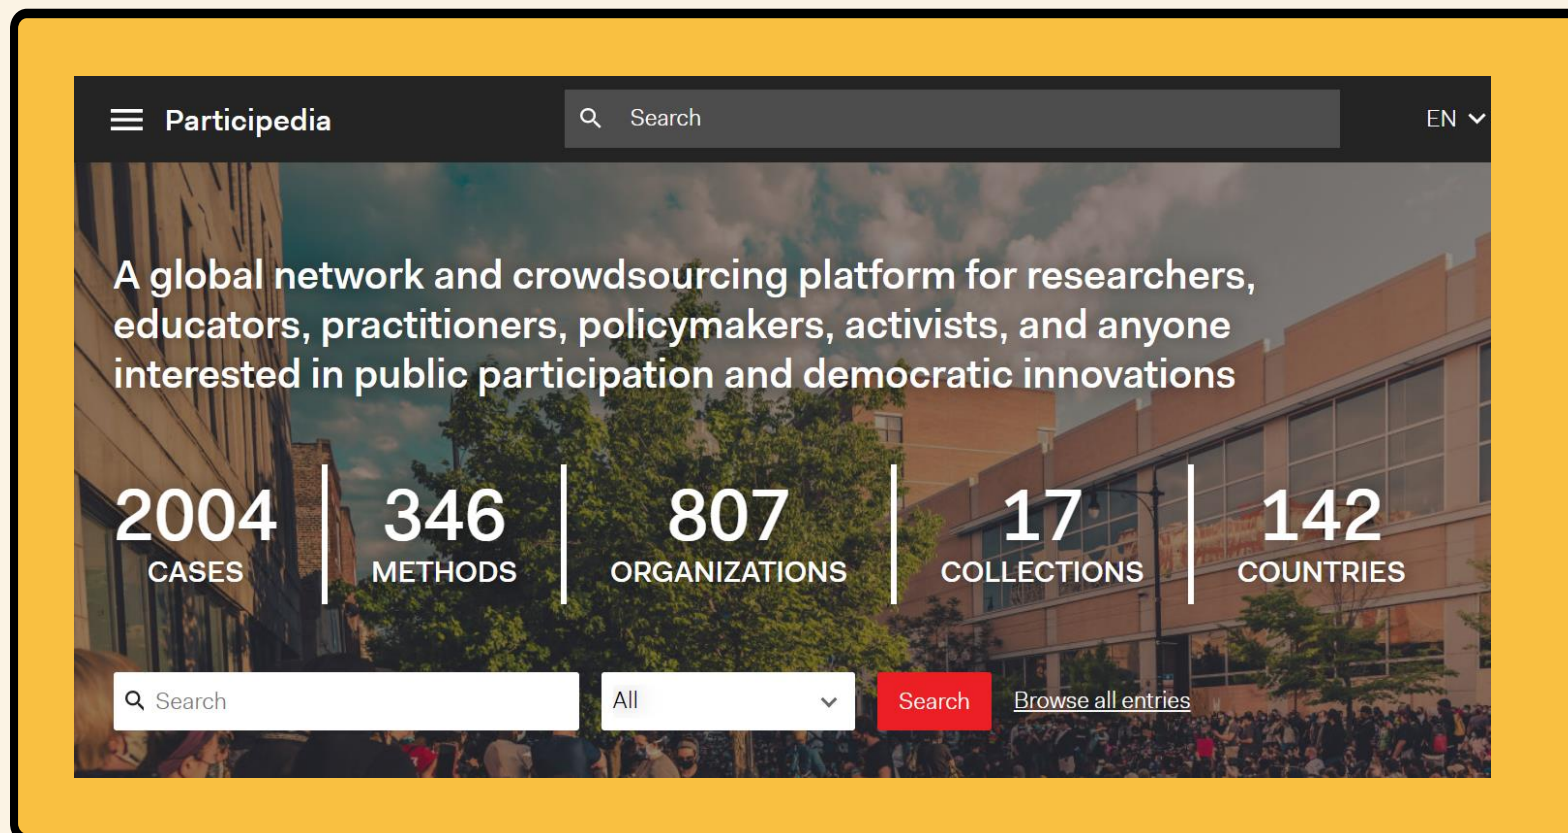 Participedia
Search
EN
A global network and crowdsourcing platform for researchers,
educators, practitioners, policymakers, activists, and anyone
interested in public participation and democratic innovations
2004
CASES
346
METHODS
807
ORGANIZATIONS
17
COLLECTIONS
142
COUNTRIES
Search
All
Search
Browse all entries